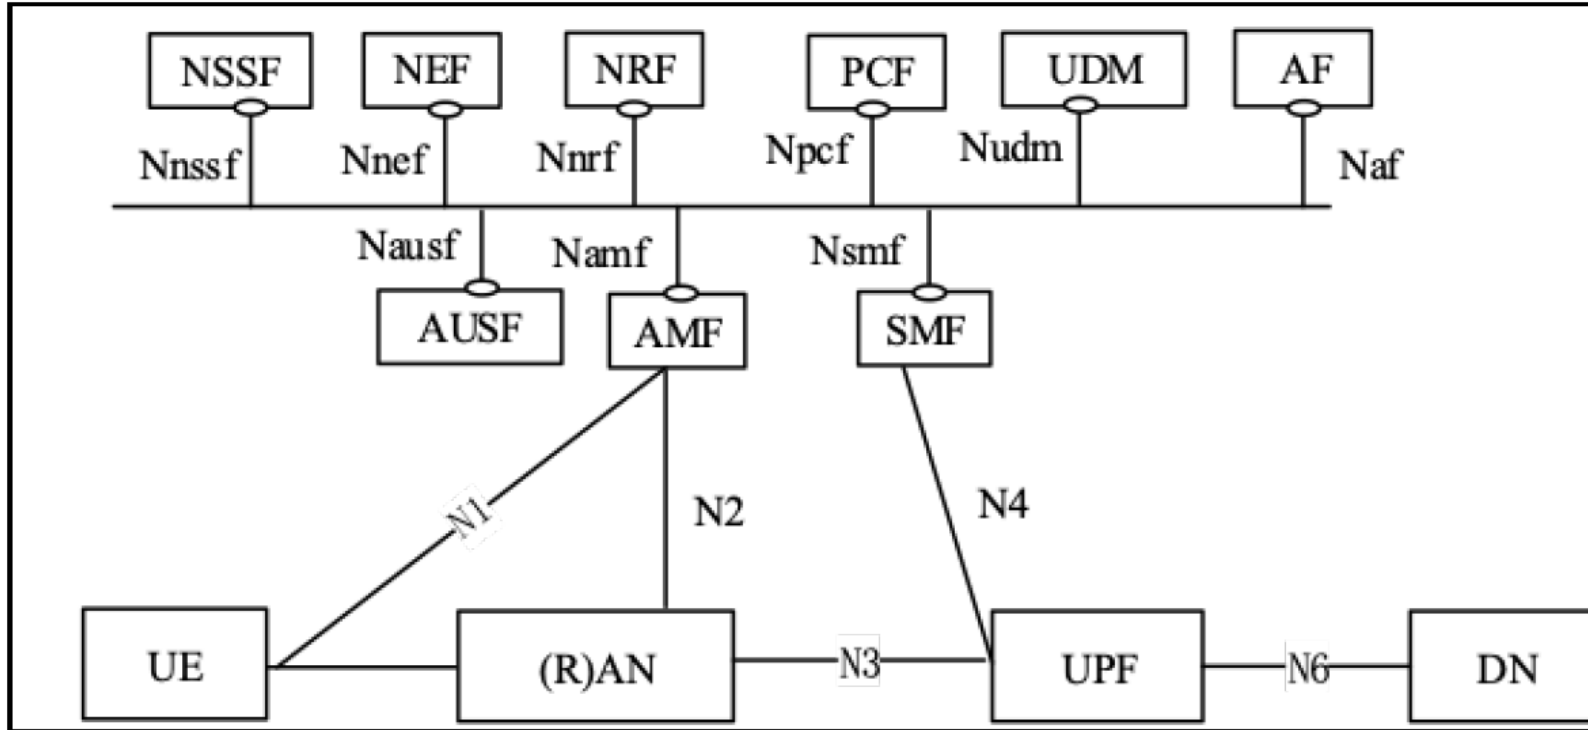 NSSF NEF NRF PCF UDM AF
Nnssf Nnef Nnrf Npcf Nudm Naf
Nausf Namf Nsmf
AUSF AMF SMF
N1 N2 N4
UE (R)AN N3 UPF N6 DN